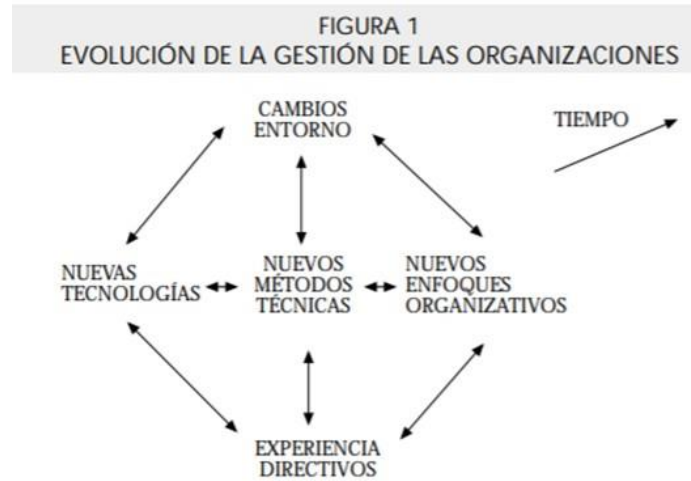 FIGURA 1
EVOLUCIÓN DE LA GESTIÓN DE LAS ORGANIZACIONES
CAMBIOS
ENTORNO
TIEMPO
NUEVAS
TECNOLOGÍAS
NUEVOS
MÉTODOS
TÉCNICAS
NUEVOS
ENFOQUES
ORGANIZATIVOS
EXPERIENCIA
DIRECTIVOS